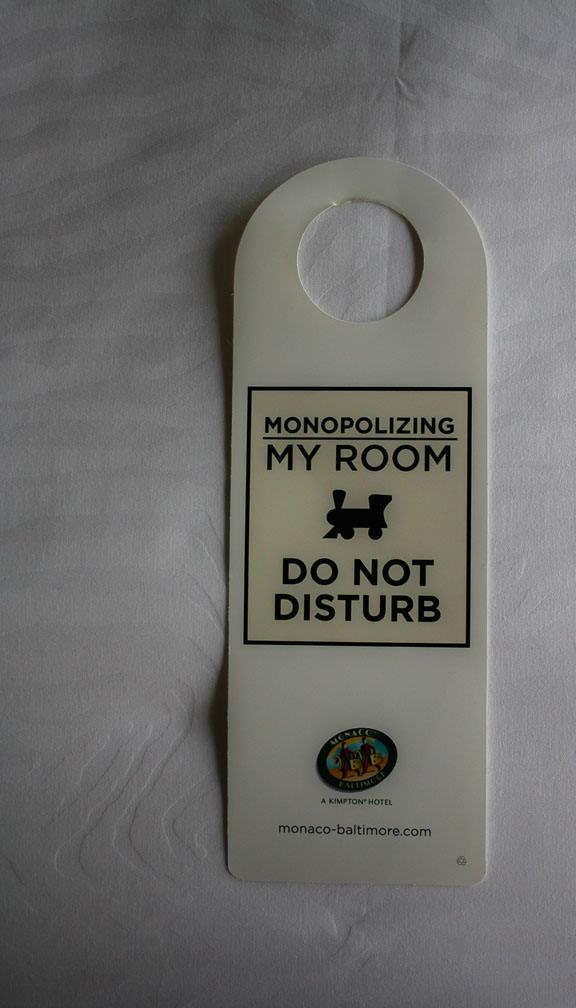 MONOPOLIZING
MY ROOM
DO NOT
DISTURB
MONACO
BALTIMORE
A KIMPTON® HOTEL
monaco-baltimore.com